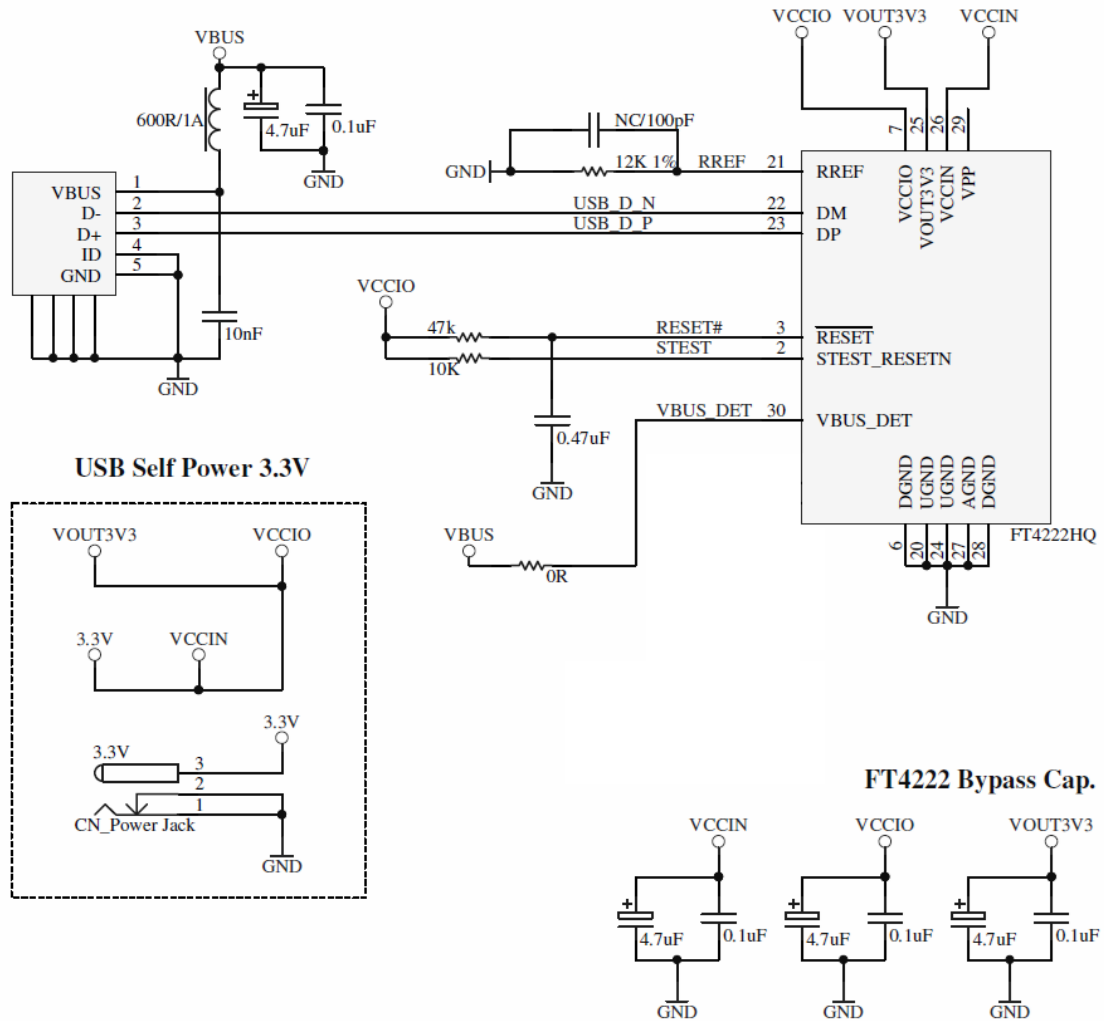 VCCIO VOUT3V3 VCCIN
VBUS
600R/1A
+
4.7uF 0.1uF
GND
NC/100pF
GND 12K 1% RREF 21 RREF
7 25 26 29
VCCIO VOUT3V3 VCCIN VPP
VBUS 1
D- 2 USB_D_N 22 DM
D+ 3 USB_D_P 23 DP
ID 4
GND 5
10nF
GND
VCCIO
47k RESET# 3 RESET
10K STEST 2 STEST_RESETN
0.47uF
GND
VBUS_DET 30 VBUS_DET
VBUS
0R
DGND UGND UGND AGND DGND
6 20 24 27 28
FT4222HQ
GND
USB Self Power 3.3V
VOUT3V3 VCCIO
3.3V VCCIN
3.3V
3.3V 3
2
1
CN_Power Jack
GND
FT4222 Bypass Cap.
VCCIN VCCIO VOUT3V3
+ + +
4.7uF 0.1uF 4.7uF 0.1uF 4.7uF 0.1uF
GND GND GND